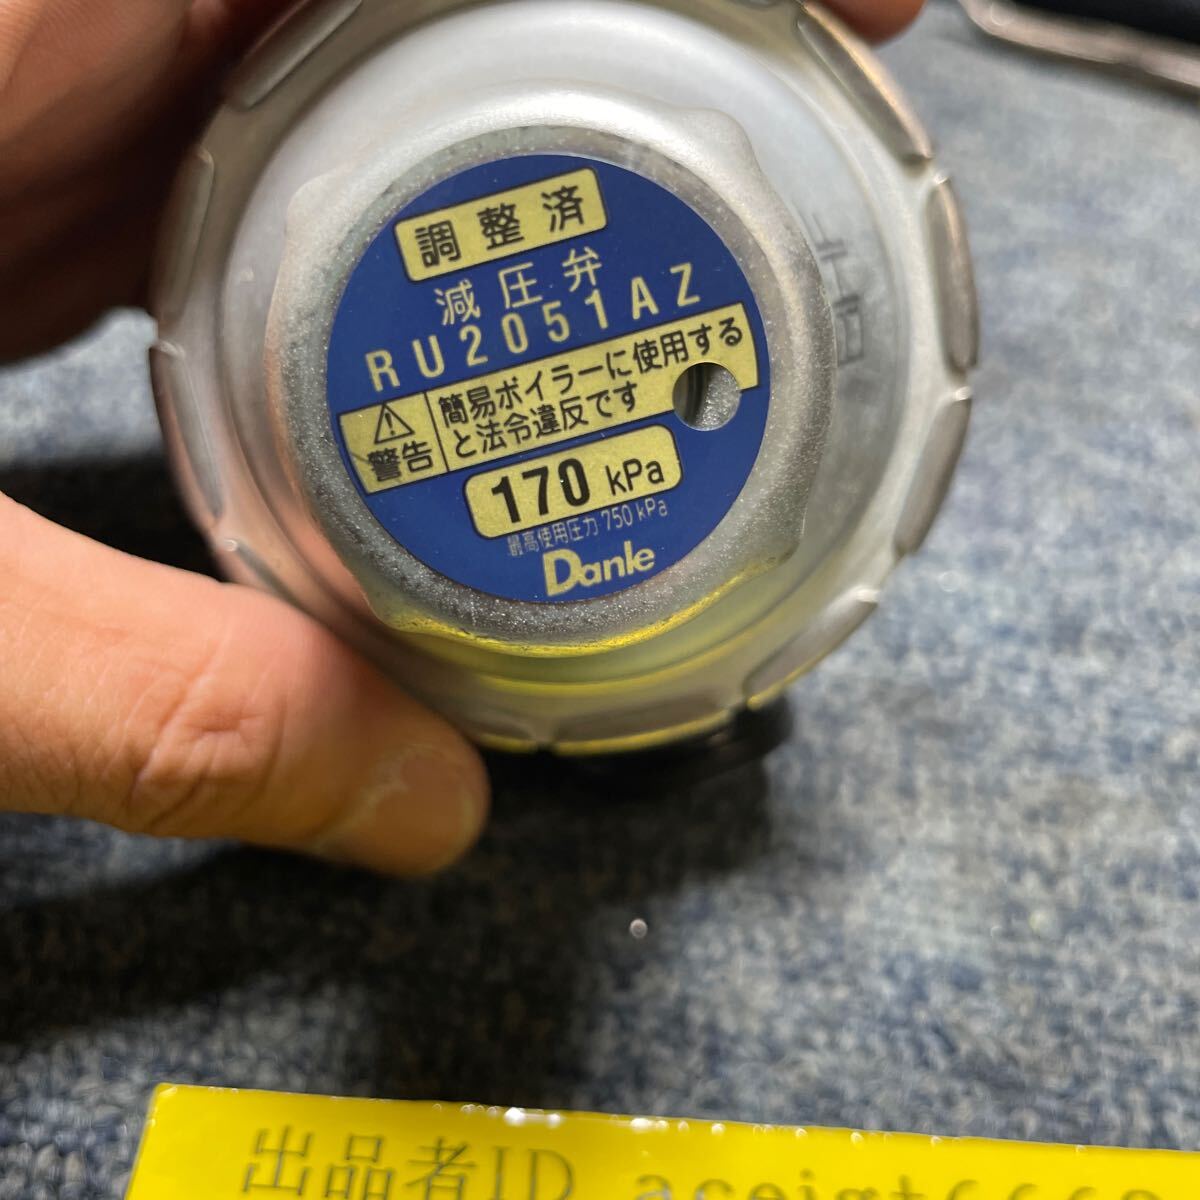 調整済
減圧弁
RU2051AZ
警告
簡易ボイラーに使用する
と法令違反です
170 kPa
最高使用圧力 750 kPa
Danle
出品者ID